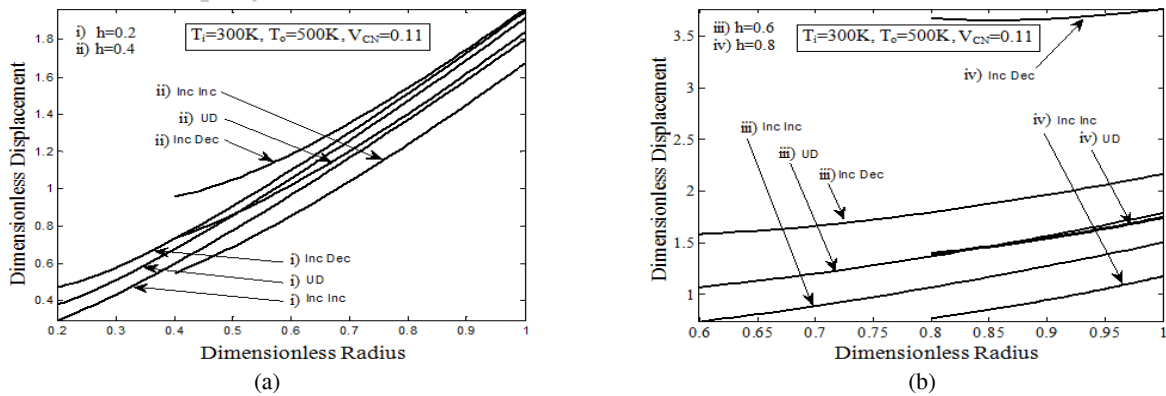 i) h=0.2
ii) h=0.4
Ti=300K, To=500K, VCN=0.11
1.8
1.6
1.4
1.2
1
0.8
0.6
0.4
Dimensionless Displacement
ii) Inc Inc
ii) UD
ii) Inc Dec
i) Inc Dec
i) UD
i) Inc Inc
0.2 0.3 0.4 0.5 0.6 0.7 0.8 0.9 1
Dimensionless Radius
(a)
iii) h=0.6
iv) h=0.8
Ti=300K, To=500K, VCN=0.11
3.5
3
2.5
2
1.5
1
Dimensionless Displacement
iv) Inc Dec
iii) Inc Inc
iii) UD
iii) Inc Dec
iv) Inc Inc
iv) UD
0.6 0.65 0.7 0.75 0.8 0.85 0.9 0.95 1
Dimensionless Radius
(b)